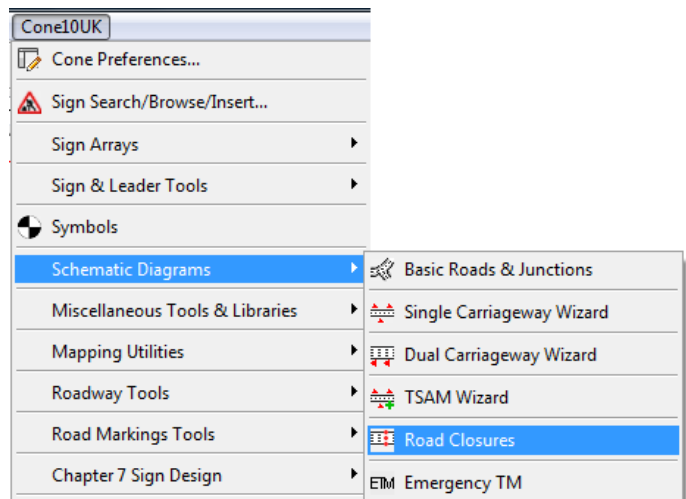 Cone10UK
Cone Preferences...
Sign Search/Browse/Insert...
Sign Arrays
Sign & Leader Tools
Symbols
Schematic Diagrams
Miscellaneous Tools & Libraries
Mapping Utilities
Roadway Tools
Road Markings Tools
Chapter 7 Sign Design
Basic Roads & Junctions
Single Carriageway Wizard
Dual Carriageway Wizard
TSAM Wizard
Road Closures
ETM Emergency TM